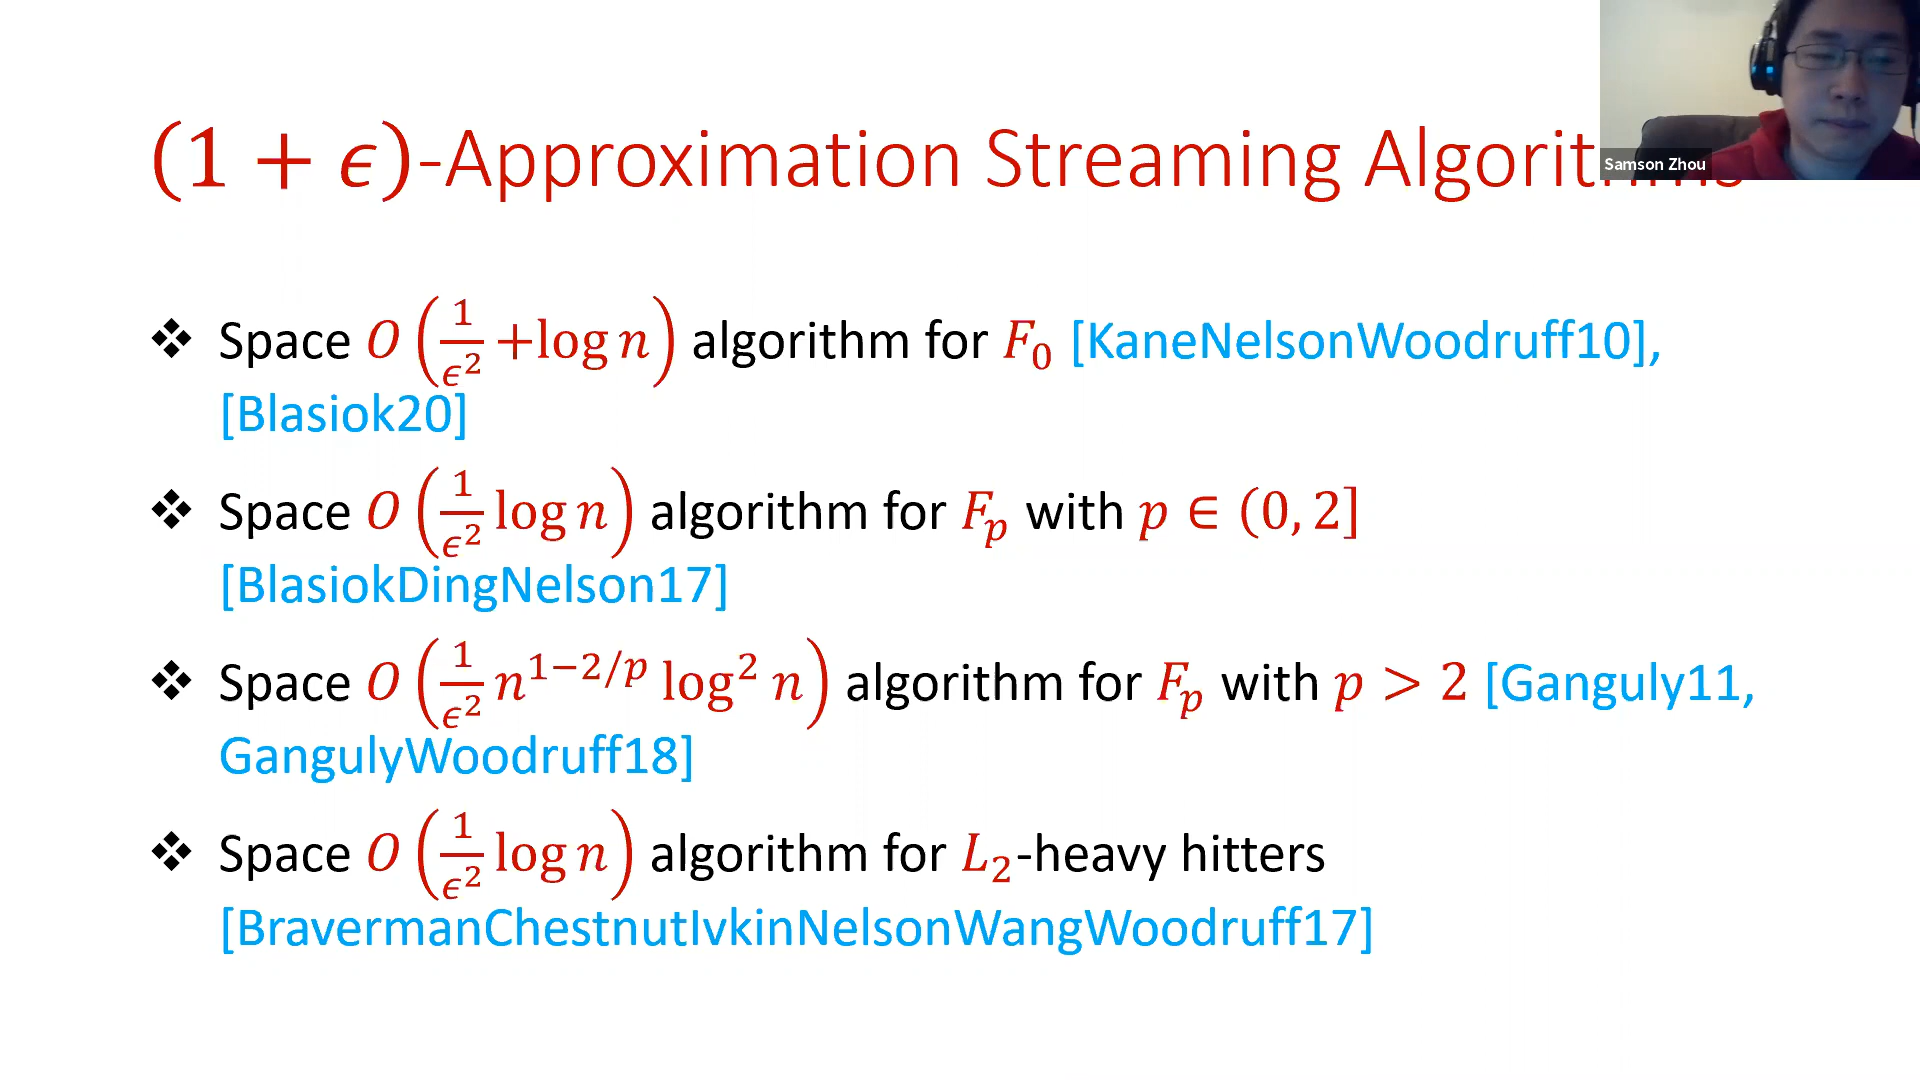 (1 + ϵ)-Approximation Streaming Algorithms
Samson Zhou
❖ Space O(1/ϵ² + log n) algorithm for F₀ [KaneNelsonWoodruff10],
[Blasiok20]
❖ Space O(1/ϵ² log n) algorithm for Fₚ with p ∈ (0, 2]
[BlasiokDingNelson17]
❖ Space O(1/ϵ² n^{1−2/p} log² n) algorithm for Fₚ with p > 2 [Ganguly11,
GangulyWoodruff18]
❖ Space O(1/ϵ² log n) algorithm for L₂-heavy hitters
[BravermanChestnutIvkinNelsonWangWoodruff17]